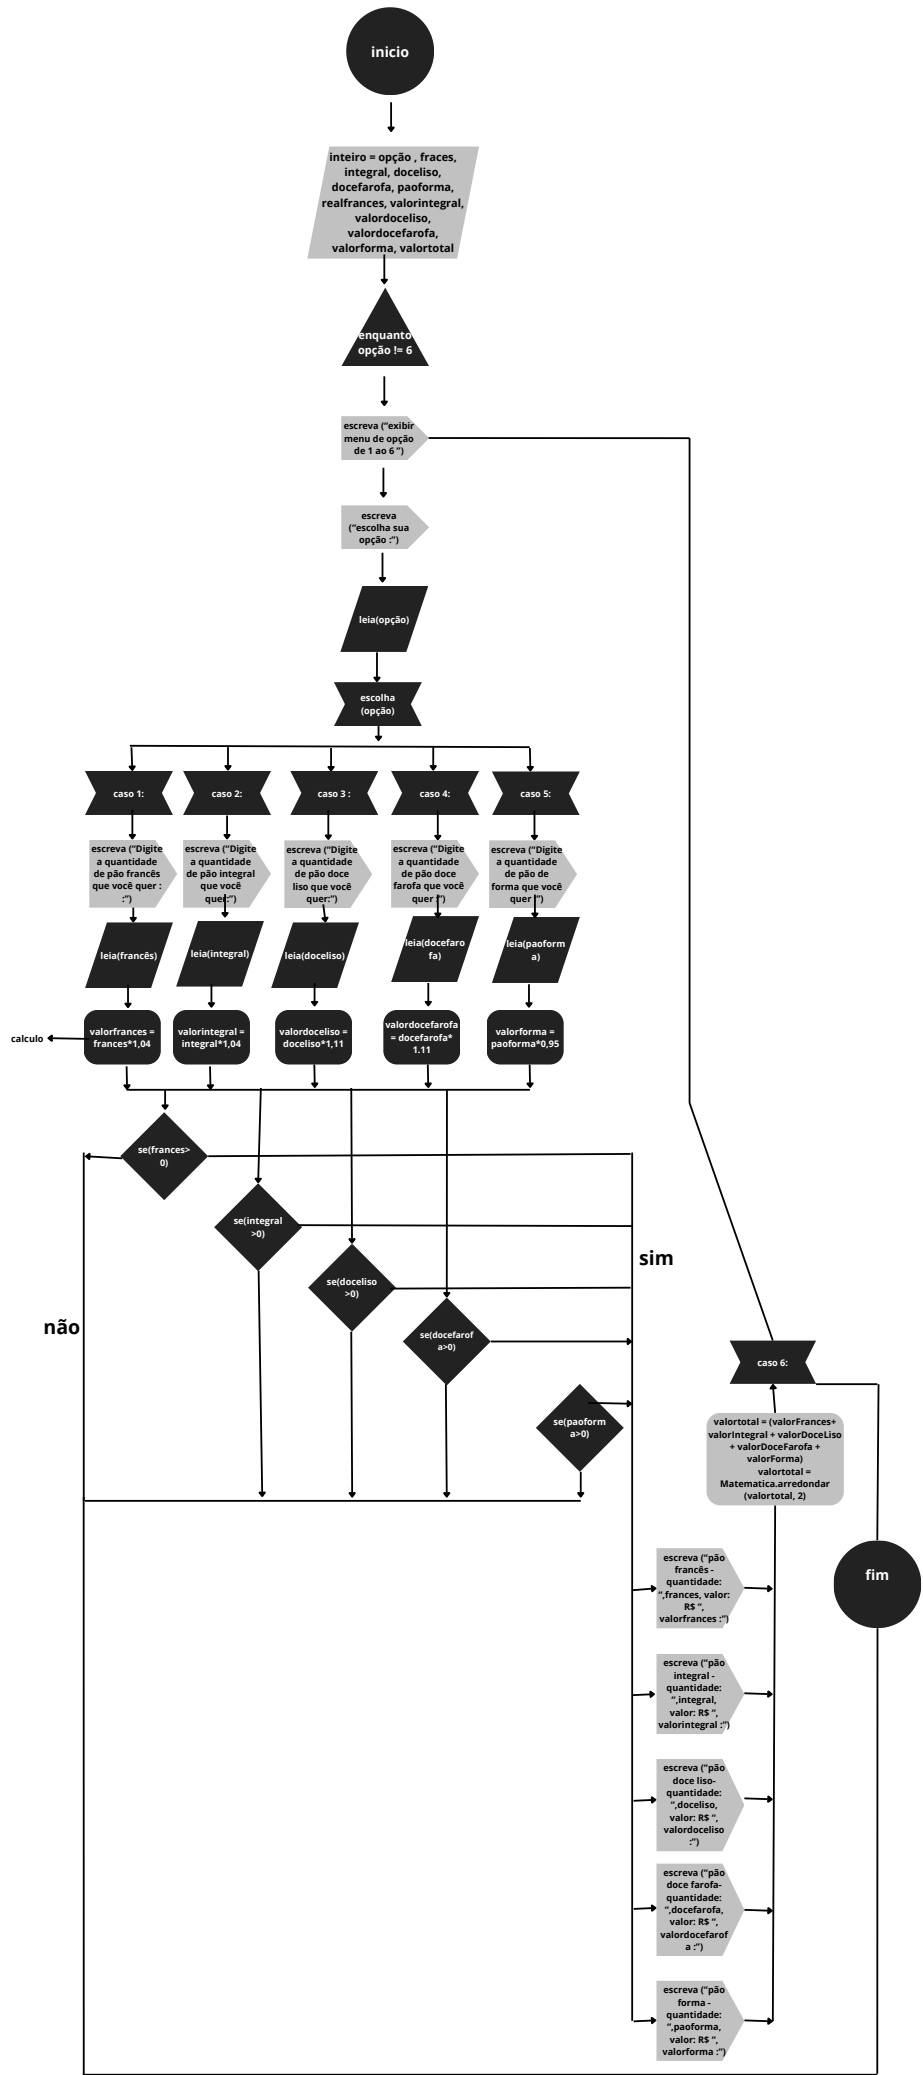 inicio
inteiro = opção , fraces,
integral, doceliso,
docefarofa, paoforma,
realfrances, valorintegral,
valordoceliso,
valordocefarofa,
valorforma, valortotal
enquanto
opção != 6
escreva (“exibir
menu de opção
de 1 ao 6 ”)
escreva
(“escolha sua
opção :”)
leia(opção)
escolha
(opção)
caso 1:
caso 2:
caso 3 :
caso 4:
caso 5:
escreva (“Digite
a quantidade
de pão francês
que você quer :
:”)
escreva (“Digite
a quantidade
de pão integral
que você
quer:”)
escreva (“Digite
a quantidade
de pão doce
liso que você
quer:”)
escreva (“Digite
a quantidade
de pão doce
farofa que você
quer :”)
escreva (“Digite
a quantidade
de pão de
forma que você
quer :”)
leia(francês)
leia(integral)
leia(doceliso)
leia(docefaro
fa)
leia(paoform
a)
calculo
valorfrances =
frances*1,04
valorintegral =
integral*1,04
valordoceliso =
doceliso*1,11
valordocefarofa
= docefarofa*
1.11
valorforma =
paoforma*0,95
se(frances>
0)
se(integral
>0)
se(doceliso
>0)
se(docefarof
a>0)
se(paoform
a>0)
sim
não
caso 6:
valortotal = (valorFrances+
valorIntegral + valorDoceLiso
+ valorDoceFarofa +
valorForma)
valortotal =
Matematica.arredondar
(valortotal, 2)
fim
escreva (“pão
francês -
quantidade:
“,frances, valor:
R$ “,
valorfrances :”)
escreva (“pão
integral -
quantidade:
“,integral,
valor: R$ “,
valorintegral :”)
escreva (“pão
doce liso-
quantidade:
“,doceliso,
valor: R$ “,
valordoceliso
:”)
escreva (“pão
doce farofa-
quantidade:
“,docefarofa,
valor: R$ “,
valordocefarof
a :”)
escreva (“pão
forma -
quantidade:
“,paoforma,
valor: R$ “,
valorforma :”)